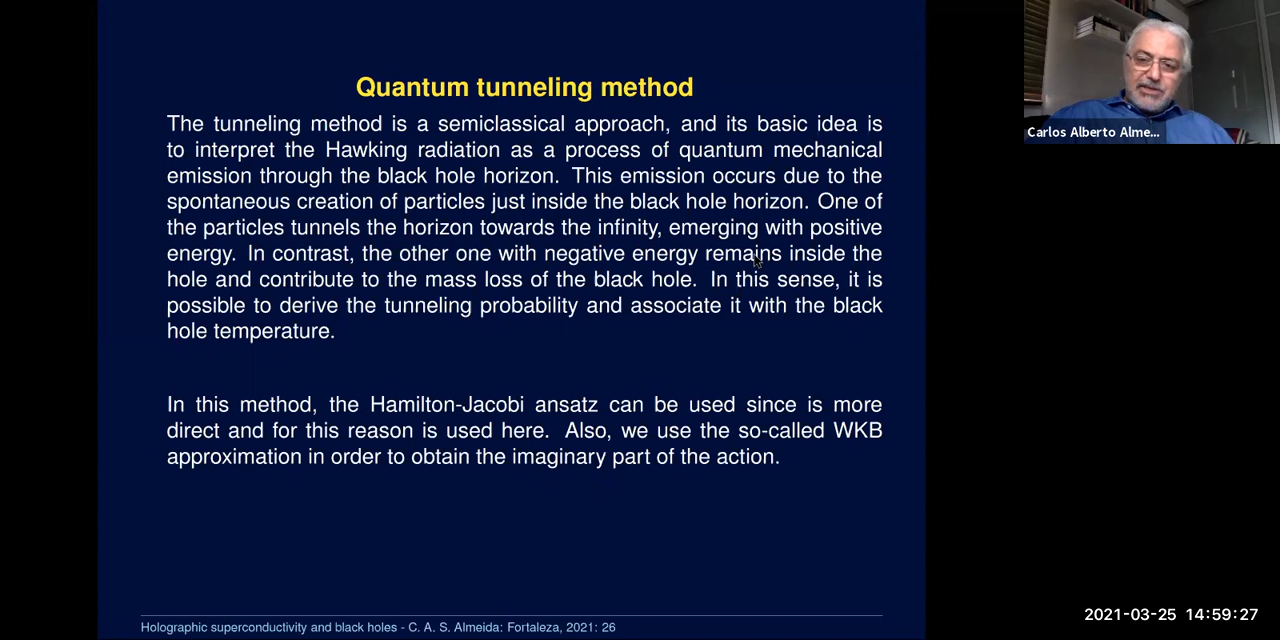 Quantum tunneling method
The tunneling method is a semiclassical approach, and its basic idea is
to interpret the Hawking radiation as a process of quantum mechanical
emission through the black hole horizon. This emission occurs due to the
spontaneous creation of particles just inside the black hole horizon. One of
the particles tunnels the horizon towards the infinity, emerging with positive
energy. In contrast, the other one with negative energy remains inside the
hole and contribute to the mass loss of the black hole. In this sense, it is
possible to derive the tunneling probability and associate it with the black
hole temperature.
In this method, the Hamilton-Jacobi ansatz can be used since is more
direct and for this reason is used here. Also, we use the so-called WKB
approximation in order to obtain the imaginary part of the action.
Holographic superconductivity and black holes - C. A. S. Almeida: Fortaleza, 2021: 26
Carlos Alberto Alme...
2021-03-25 14:59:27